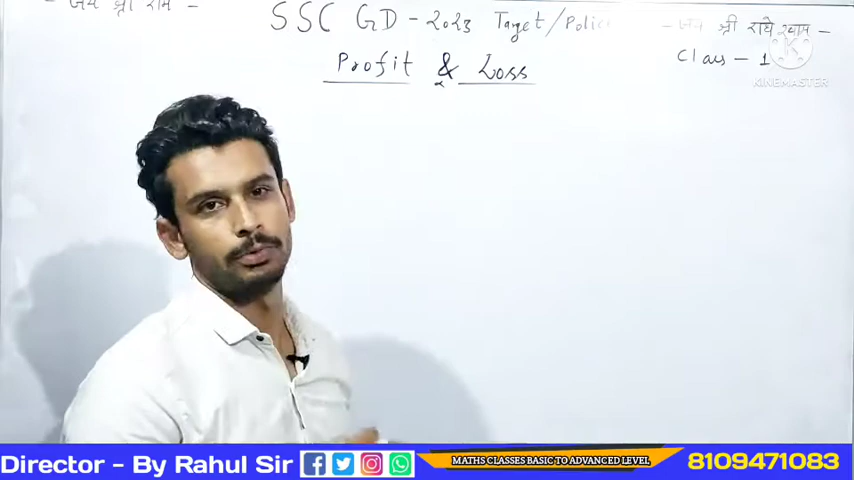 - जय श्री राम -
SSC GD - 2023 Target/Police
- जय श्री राधे श्याम -
Profit & Loss
Class - 1
KINEMASTER
Director - By Rahul Sir
MATHS CLASSES BASIC TO ADVANCED LEVEL
8109471083